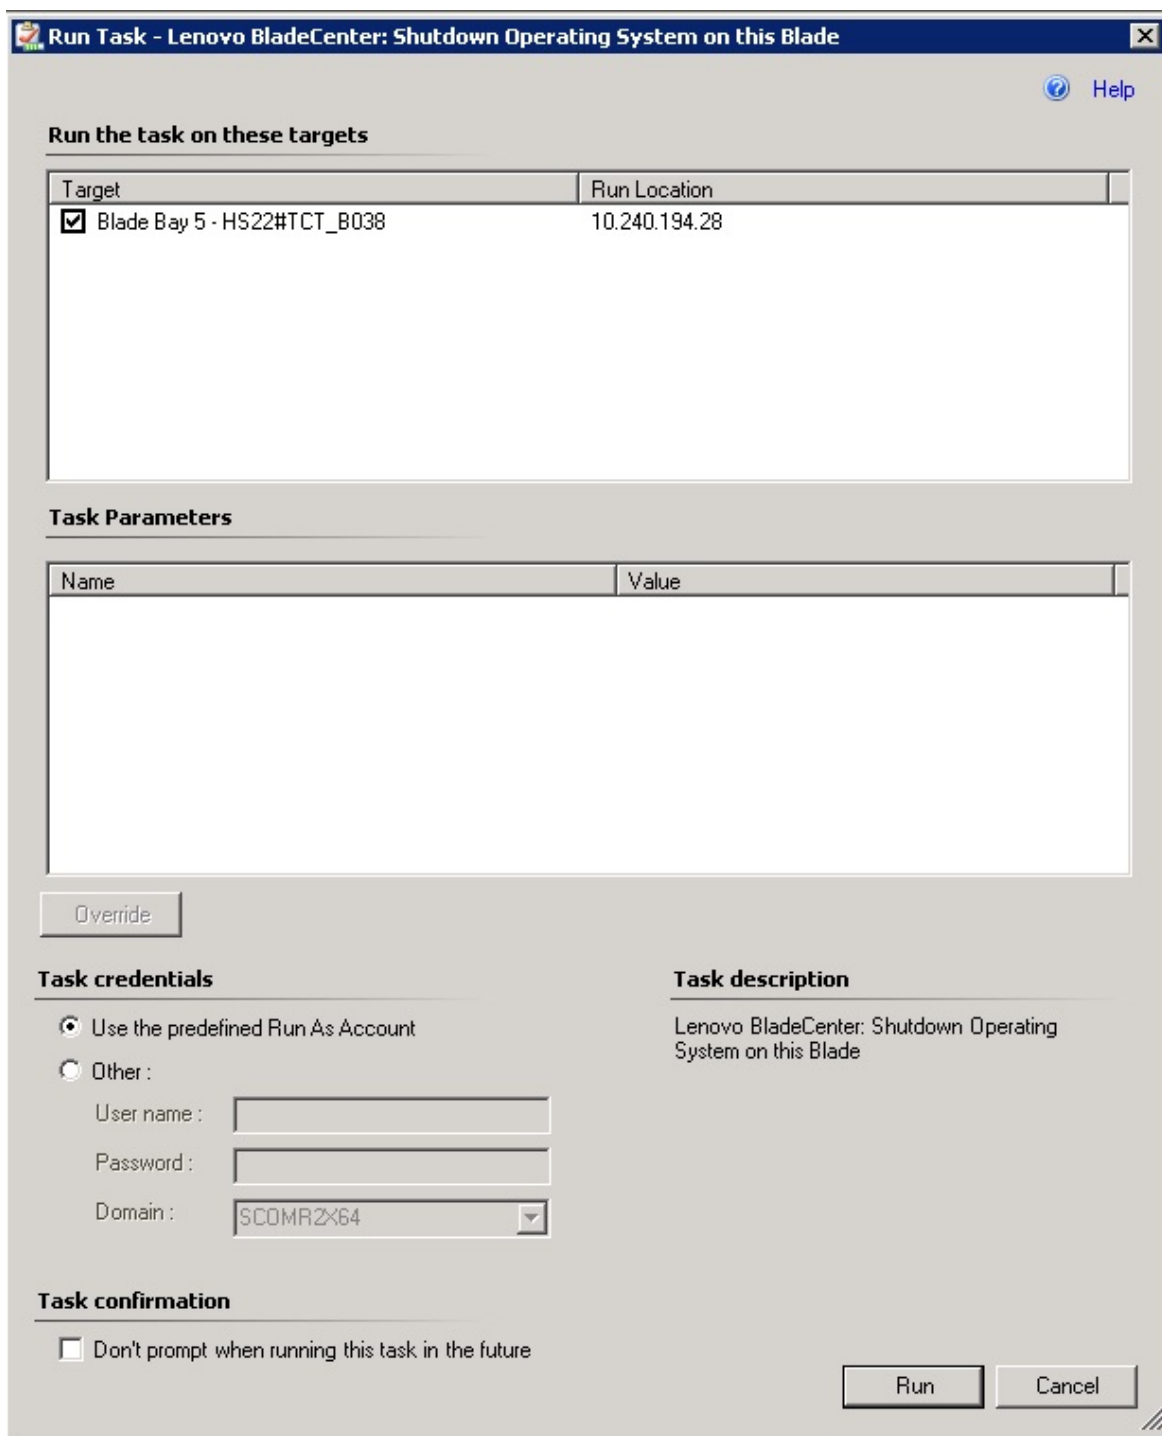 Run Task - Lenovo BladeCenter: Shutdown Operating System on this Blade
Help
Run the task on these targets
Target Run Location
Blade Bay 5 - HS22#TCT_B038 10.240.194.28
Task Parameters
Name Value
Override
Task credentials
Use the predefined Run As Account
Other :
User name :
Password :
Domain : SCOMR2X64
Task description
Lenovo BladeCenter: Shutdown Operating
System on this Blade
Task confirmation
Don't prompt when running this task in the future
Run Cancel